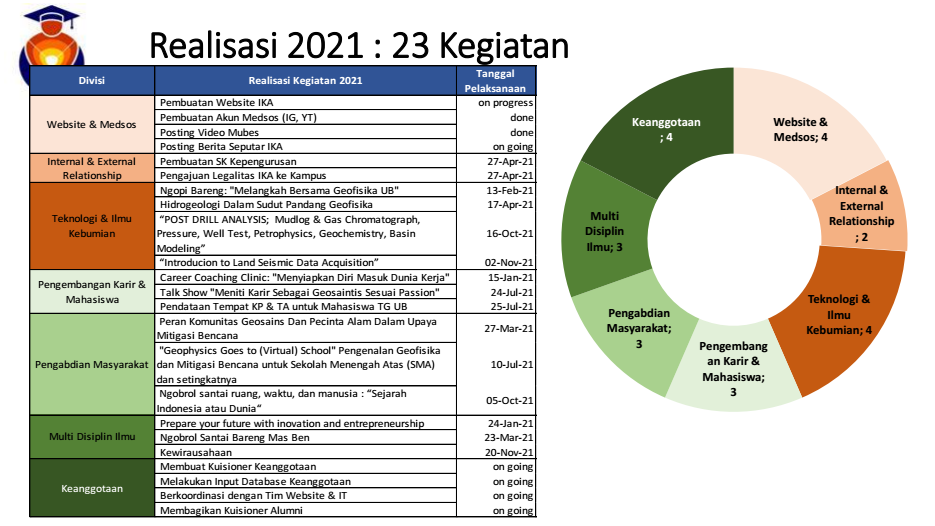 Realisasi 2021 : 23 Kegiatan
Divisi
Realisasi Kegiatan 2021
Tanggal
Pelaksanaan
Website & Medsos
Pembuatan Website IKA
on progress
Pembuatan Akun Medsos (IG, YT)
done
Posting Video Mubes
done
Posting Berita Seputar IKA
on going
Internal & External
Relationship
Pembuatan SK Kepengurusan
27-Apr-21
Pengajuan Legalitas IKA ke Kampus
27-Apr-21
Teknologi & Ilmu
Kebumian
Ngopi Bareng: "Melangkah Bersama Geofisika UB"
13-Feb-21
Hidrogeologi Dalam Sudut Pandang Geofisika
17-Apr-21
“POST DRILL ANALYSIS; Mudlog & Gas Chromatograph,
Pressure, Well Test, Petrophysics, Geochemistry, Basin
Modeling”
16-Oct-21
“Introducion to Land Seismic Data Acquisition”
02-Nov-21
Pengembangan Karir &
Mahasiswa
Career Coaching Clinic: "Menyiapkan Diri Masuk Dunia Kerja"
15-Jan-21
Talk Show "Meniti Karir Sebagai Geosaintis Sesuai Passion"
24-Jul-21
Pendataan Tempat KP & TA untuk Mahasiswa TG UB
25-Jul-21
Pengabdian Masyarakat
Peran Komunitas Geosains Dan Pecinta Alam Dalam Upaya
Mitigasi Bencana
27-Mar-21
"Geophysics Goes to (Virtual) School" Pengenalan Geofisika
dan Mitigasi Bencana untuk Sekolah Menengah Atas (SMA)
dan setingkatnya
10-Jul-21
Ngobrol santai ruang, waktu, dan manusia : “Sejarah
Indonesia atau Dunia“
05-Oct-21
Multi Disiplin Ilmu
Prepare your future with inovation and entrepreneurship
24-Jan-21
Ngobrol Santai Bareng Mas Ben
23-Mar-21
Kewirausahaan
20-Nov-21
Keanggotaan
Membuat Kuisioner Keanggotaan
on going
Melakukan Input Database Keanggotaan
on going
Berkoordinasi dengan Tim Website & IT
on going
Membagikan Kuisioner Alumni
on going
Website &
Medsos; 4
Internal &
External
Relationship
; 2
Teknologi &
Ilmu
Kebumian; 4
Pengembang
an Karir &
Mahasiswa;
3
Pengabdian
Masyarakat;
3
Multi
Disiplin
Ilmu; 3
Keanggotaan
; 4